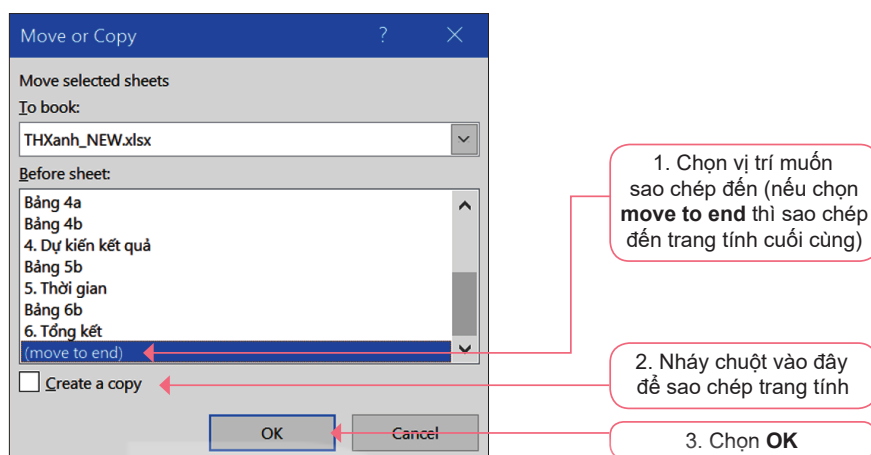 Move or Copy ? ×
Move selected sheets
To book:
THXanh_NEW.xlsx
Before sheet:
Bảng 4a
Bảng 4b
4. Dự kiến kết quả
Bảng 5b
5. Thời gian
Bảng 6b
6. Tổng kết
(move to end)
Create a copy
OK
Cancel
1. Chọn vị trí muốn
sao chép đến (nếu chọn
move to end thì sao chép
đến trang tính cuối cùng)
2. Nháy chuột vào đây
để sao chép trang tính
3. Chọn OK